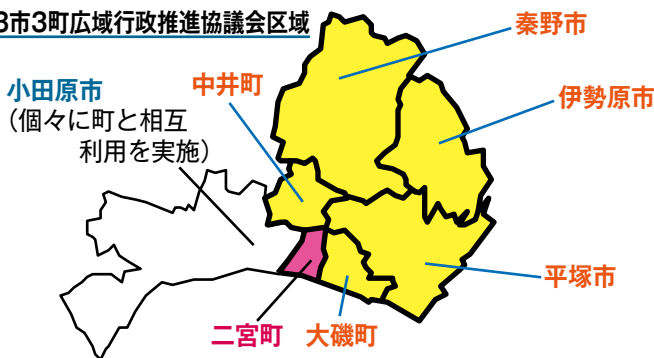 3市3町広域行政推進協議会区域
秦野市
小田原市
(個々に町と相互
利用を実施)
中井町
伊勢原市
平塚市
二宮町
大磯町